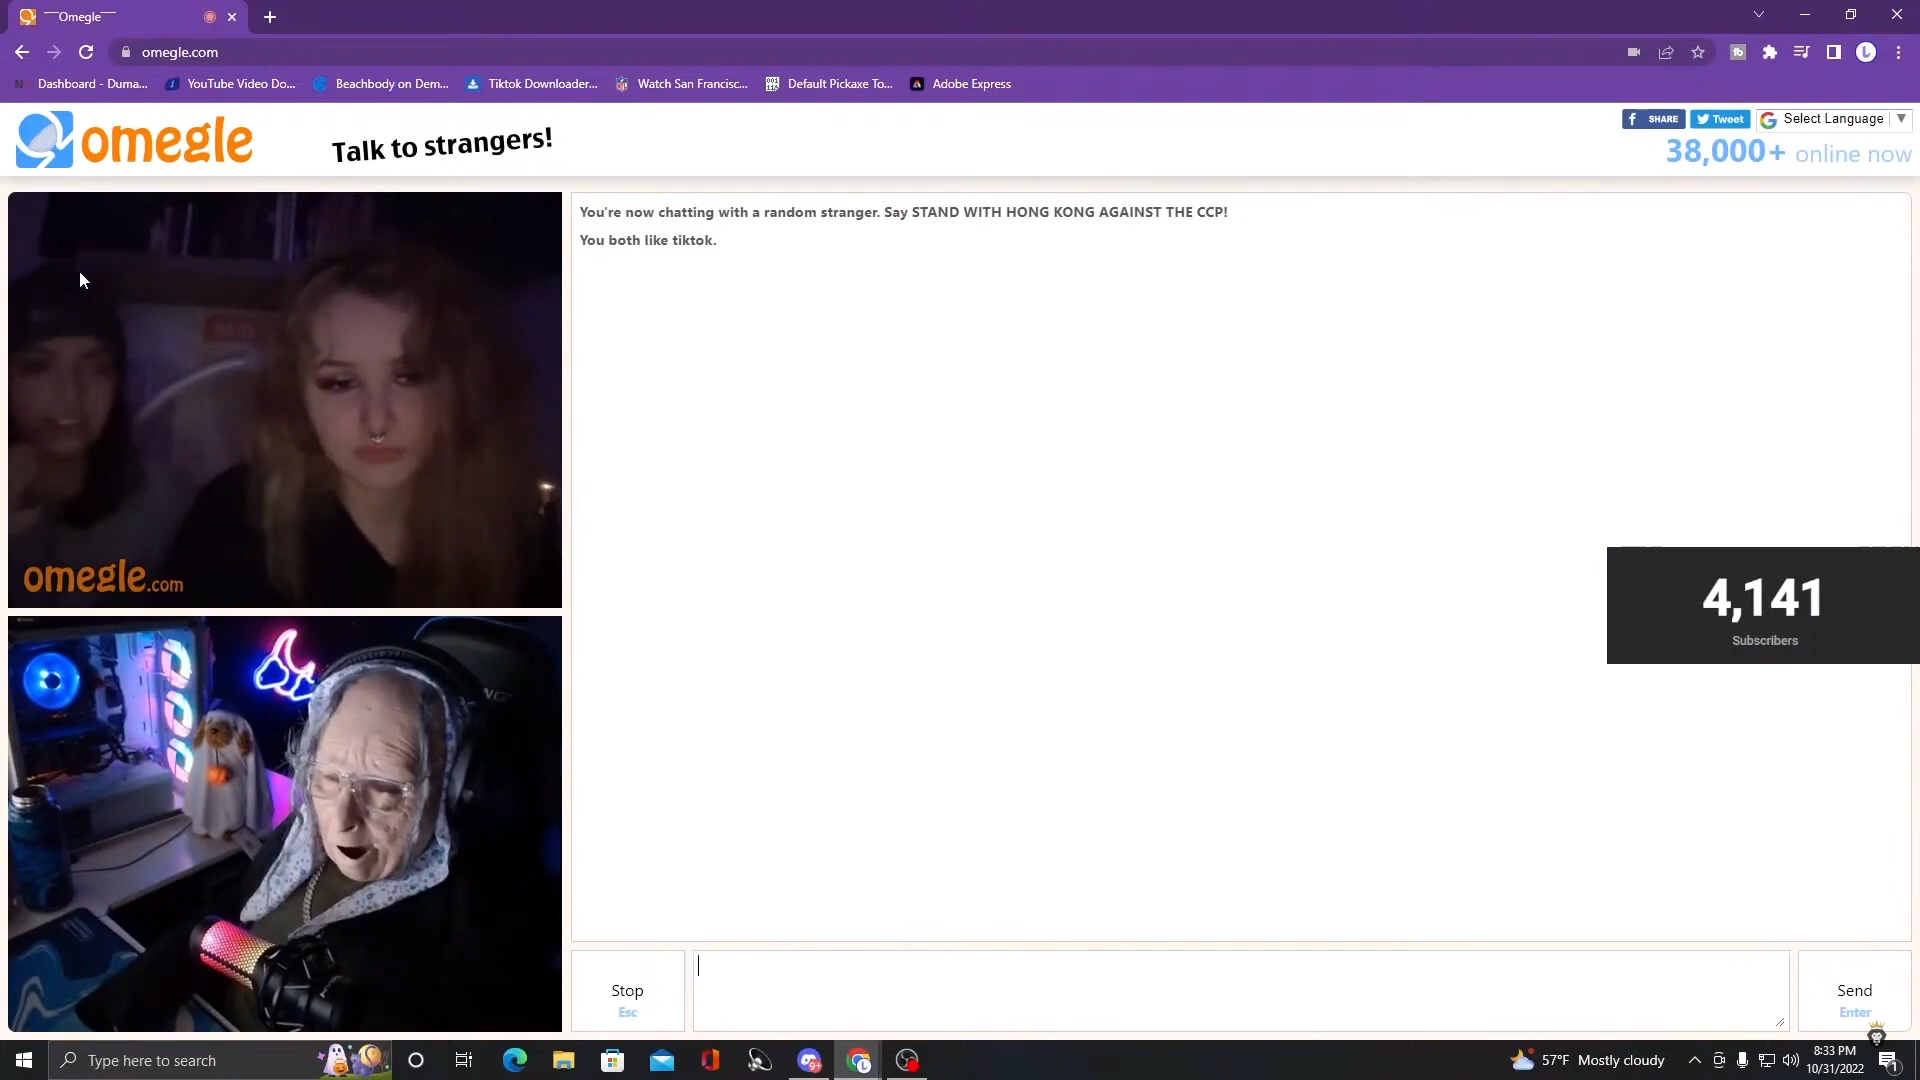 Omegle
omegle.com
Dashboard - Duma...
YouTube Video Do...
Beachbody on Dem...
Tiktok Downloader...
Watch San Francisc...
Default Pickaxe To...
Adobe Express
omegle
Talk to strangers!
SHARE
Tweet
Select Language
38,000+ online now
You're now chatting with a random stranger. Say STAND WITH HONG KONG AGAINST THE CCP!
You both like tiktok.
omegle.com
4,141
Subscribers
Stop
Esc
Send
Enter
Type here to search
57°F Mostly cloudy
8:33 PM
10/31/2022